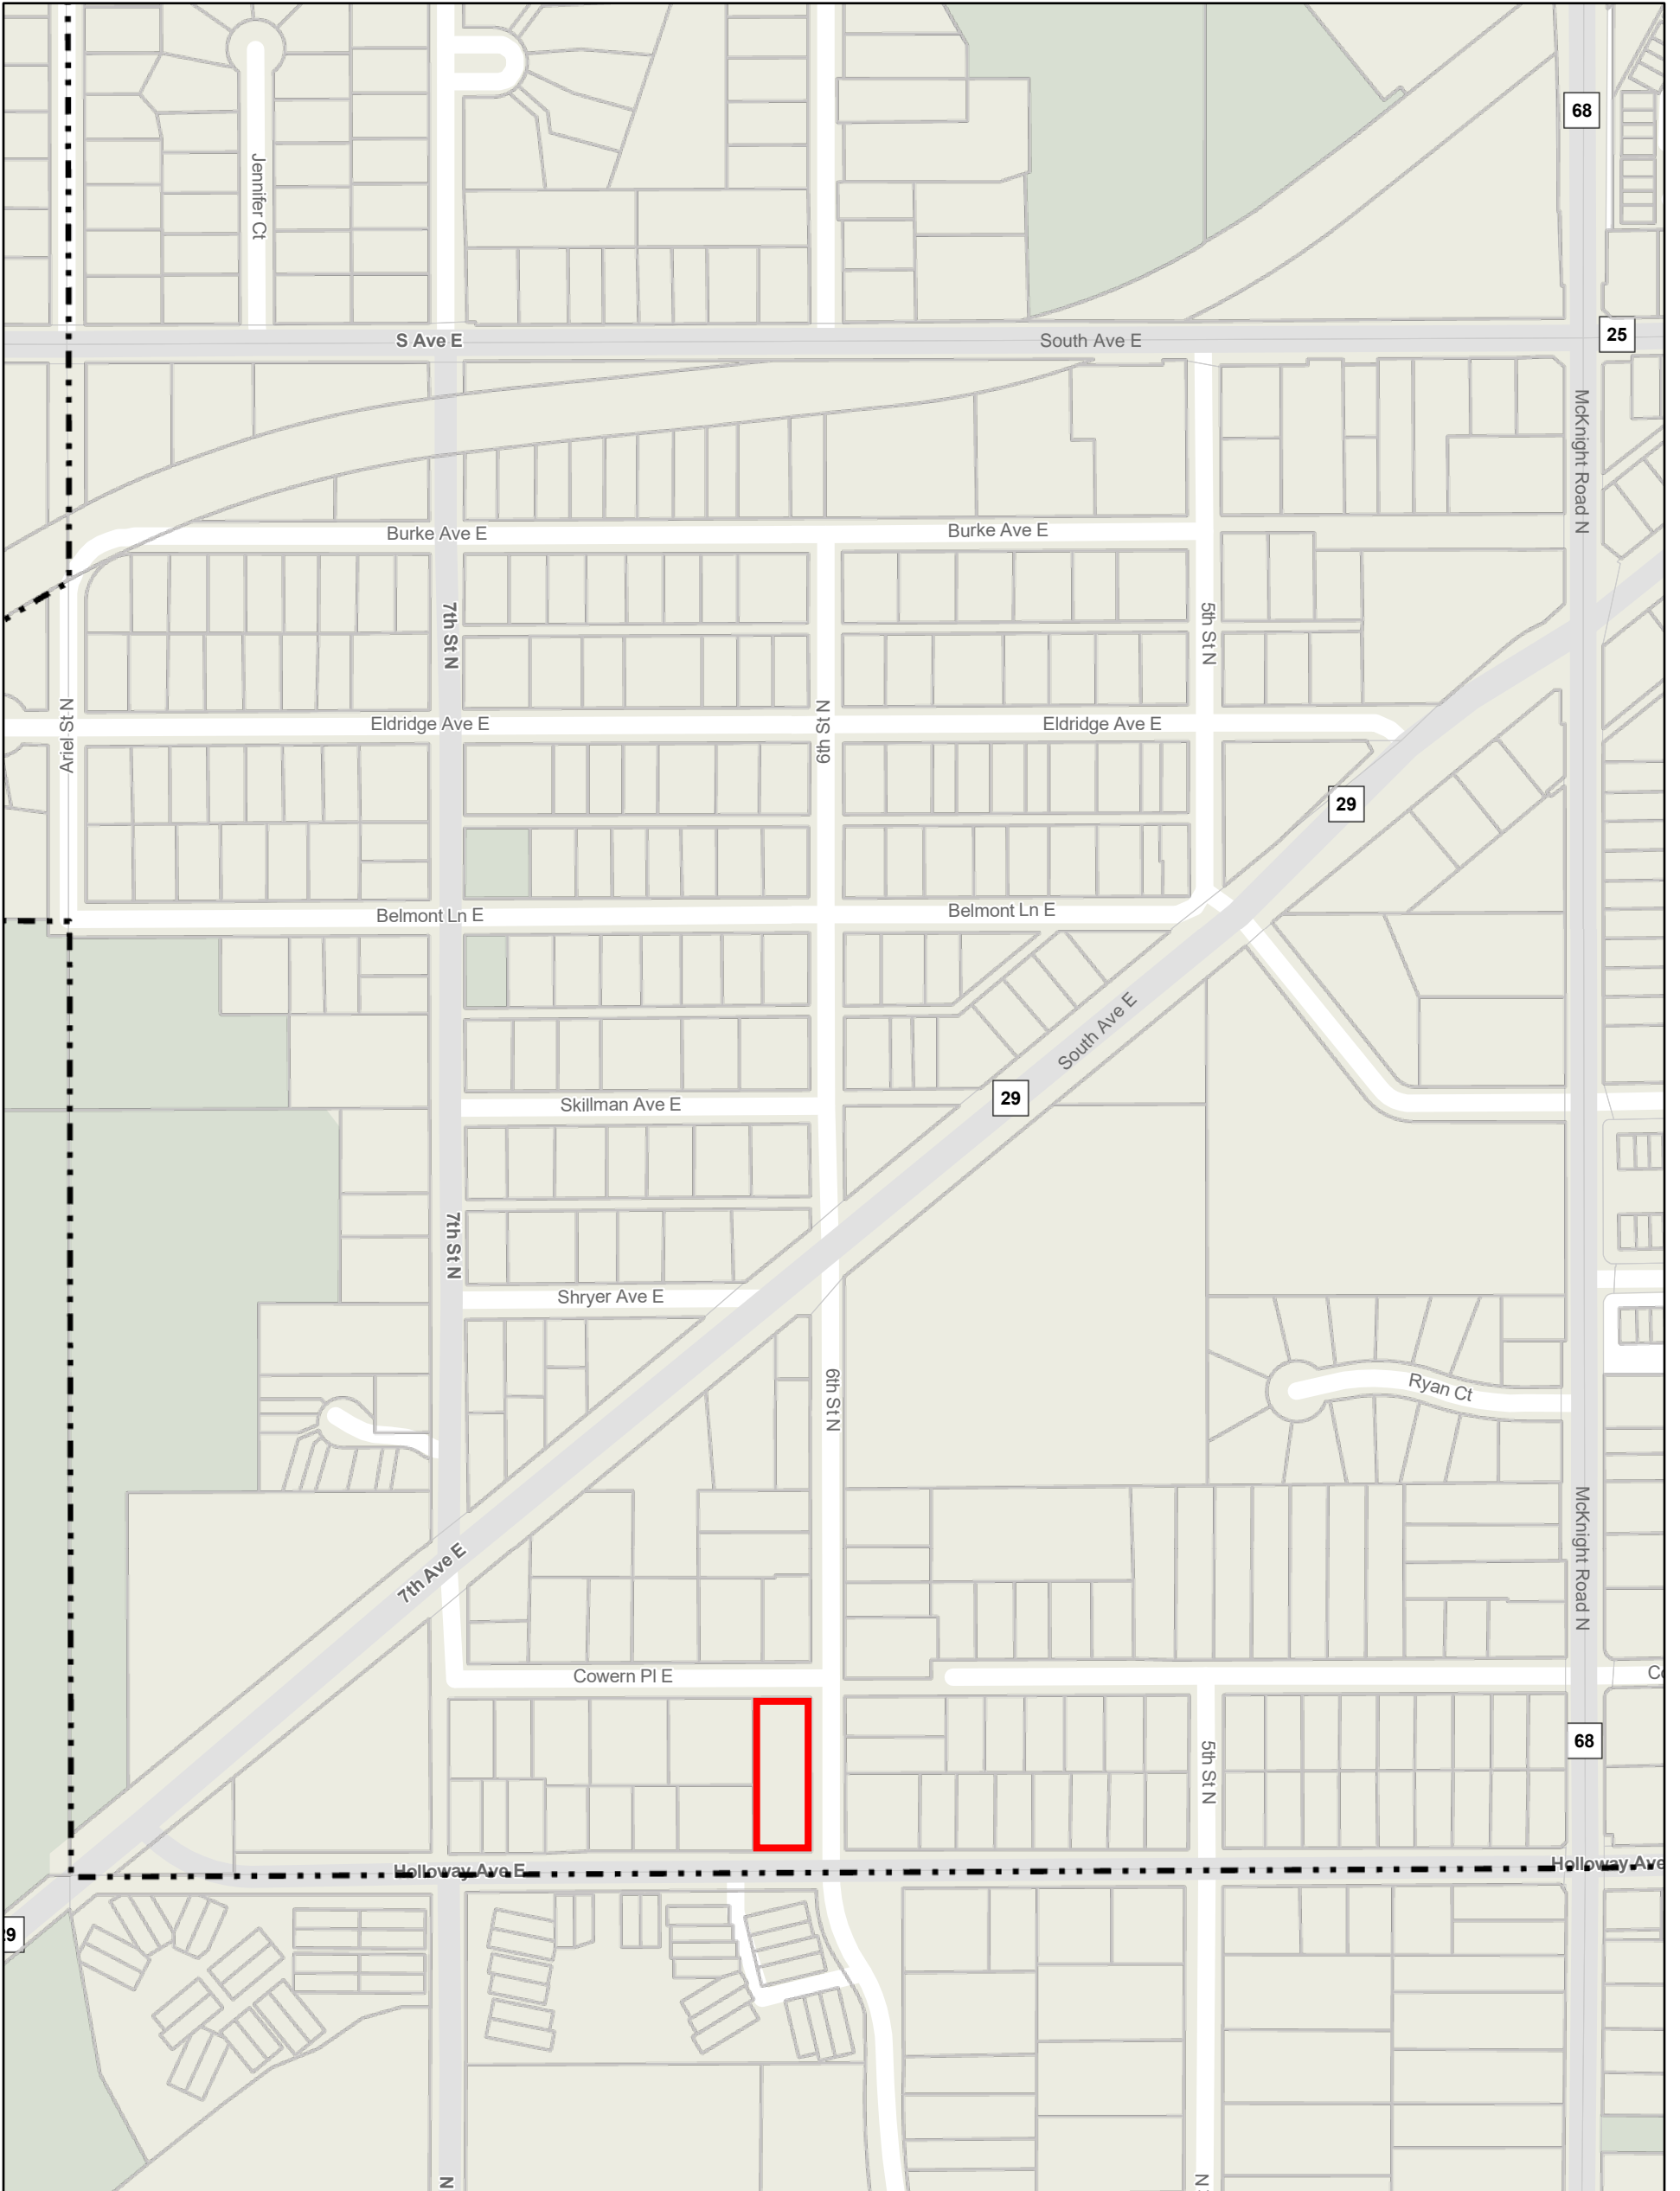 68
Jennifer Ct
25
S Ave E
South Ave E
McKnight Road N
Burke Ave E
Burke Ave E
7th St N
5th St N
Ariel St N
Eldridge Ave E
6th St N
Eldridge Ave E
29
Belmont Ln E
Belmont Ln E
South Ave E
29
Skillman Ave E
7th St N
Shryer Ave E
6th St N
Ryan Ct
McKnight Road N
7th Ave E
Cowern Pl E
Co
68
5th St N
Holloway Ave E
Holloway Ave
29
N
N